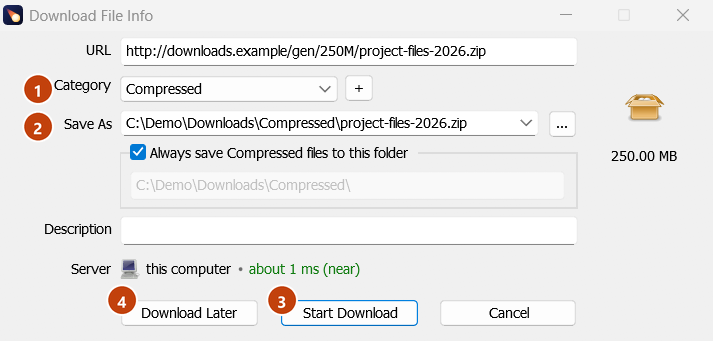 Download File Info
URL http://downloads.example/gen/250M/project-files-2026.zip
1 Category Compressed +
2 Save As C:\Demo\Downloads\Compressed\project-files-2026.zip ...
250.00 MB
Always save Compressed files to this folder
C:\Demo\Downloads\Compressed\
Description
Server this computer • about 1 ms (near)
4 Download Later 3 Start Download Cancel